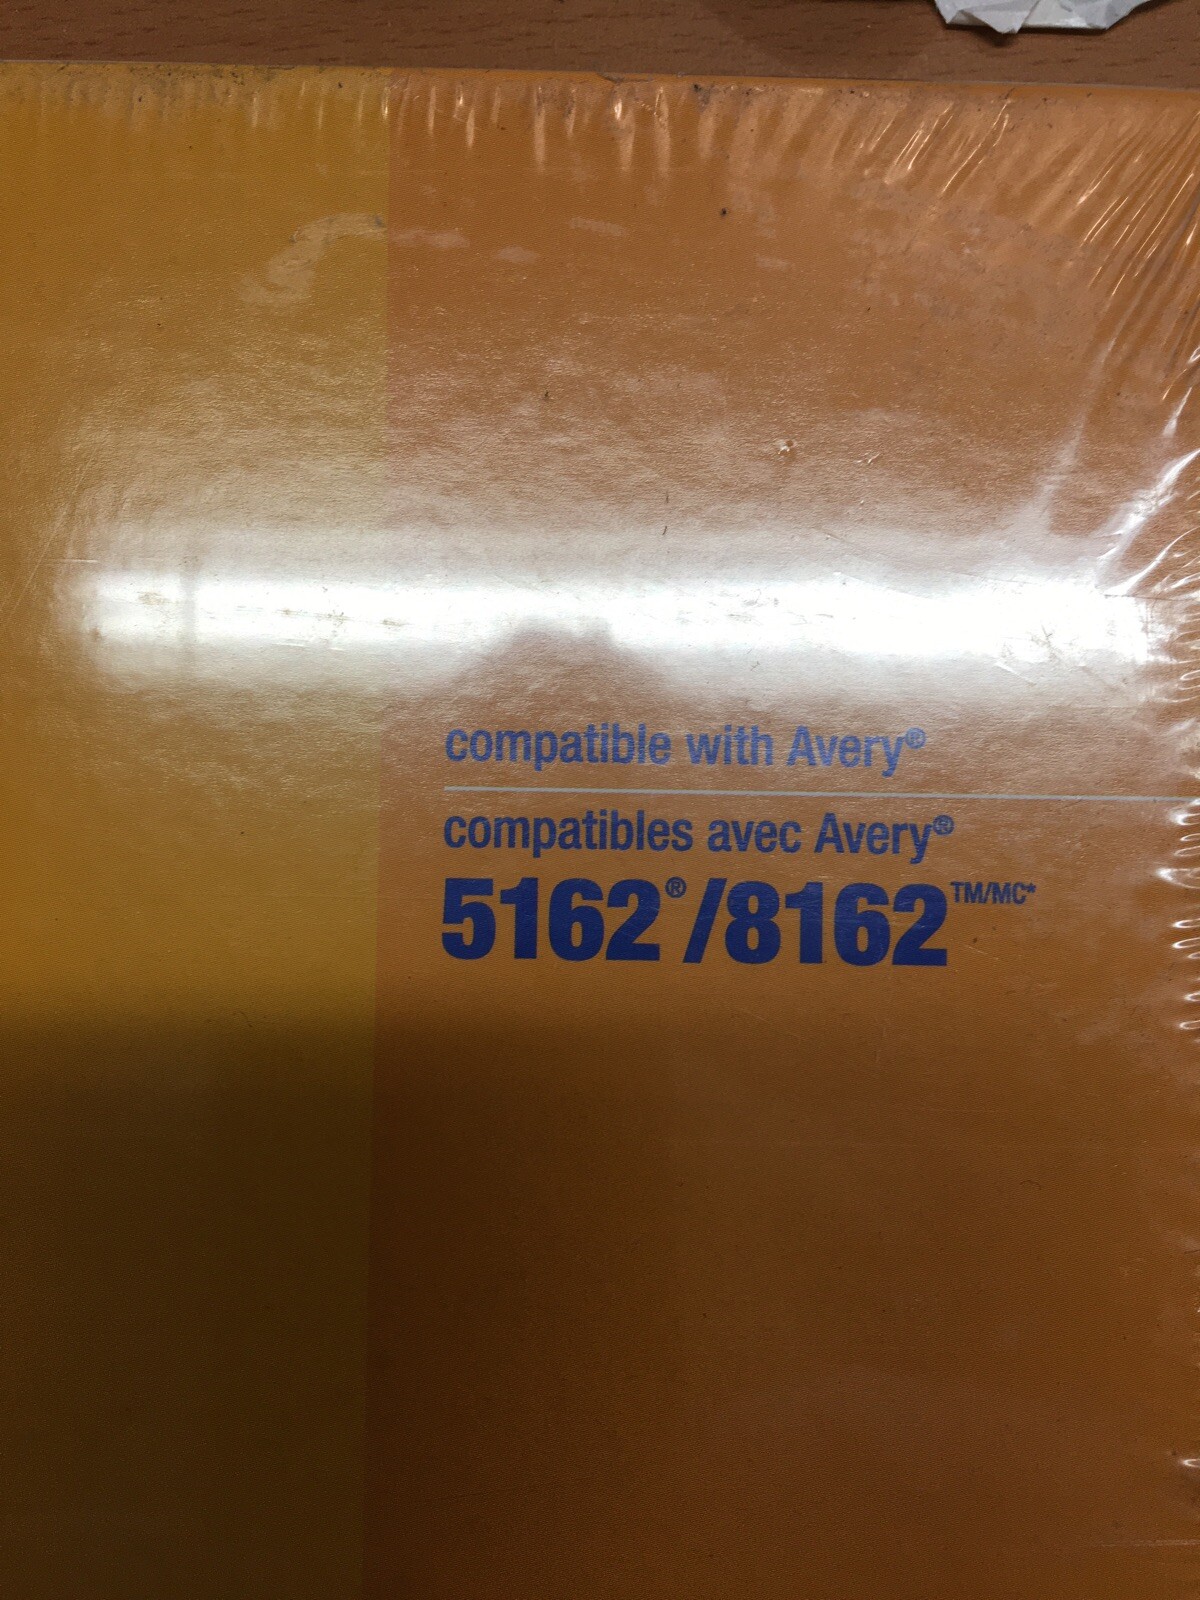 compatible with Avery®
compatibles avec Avery®
5162®/8162™/MC*